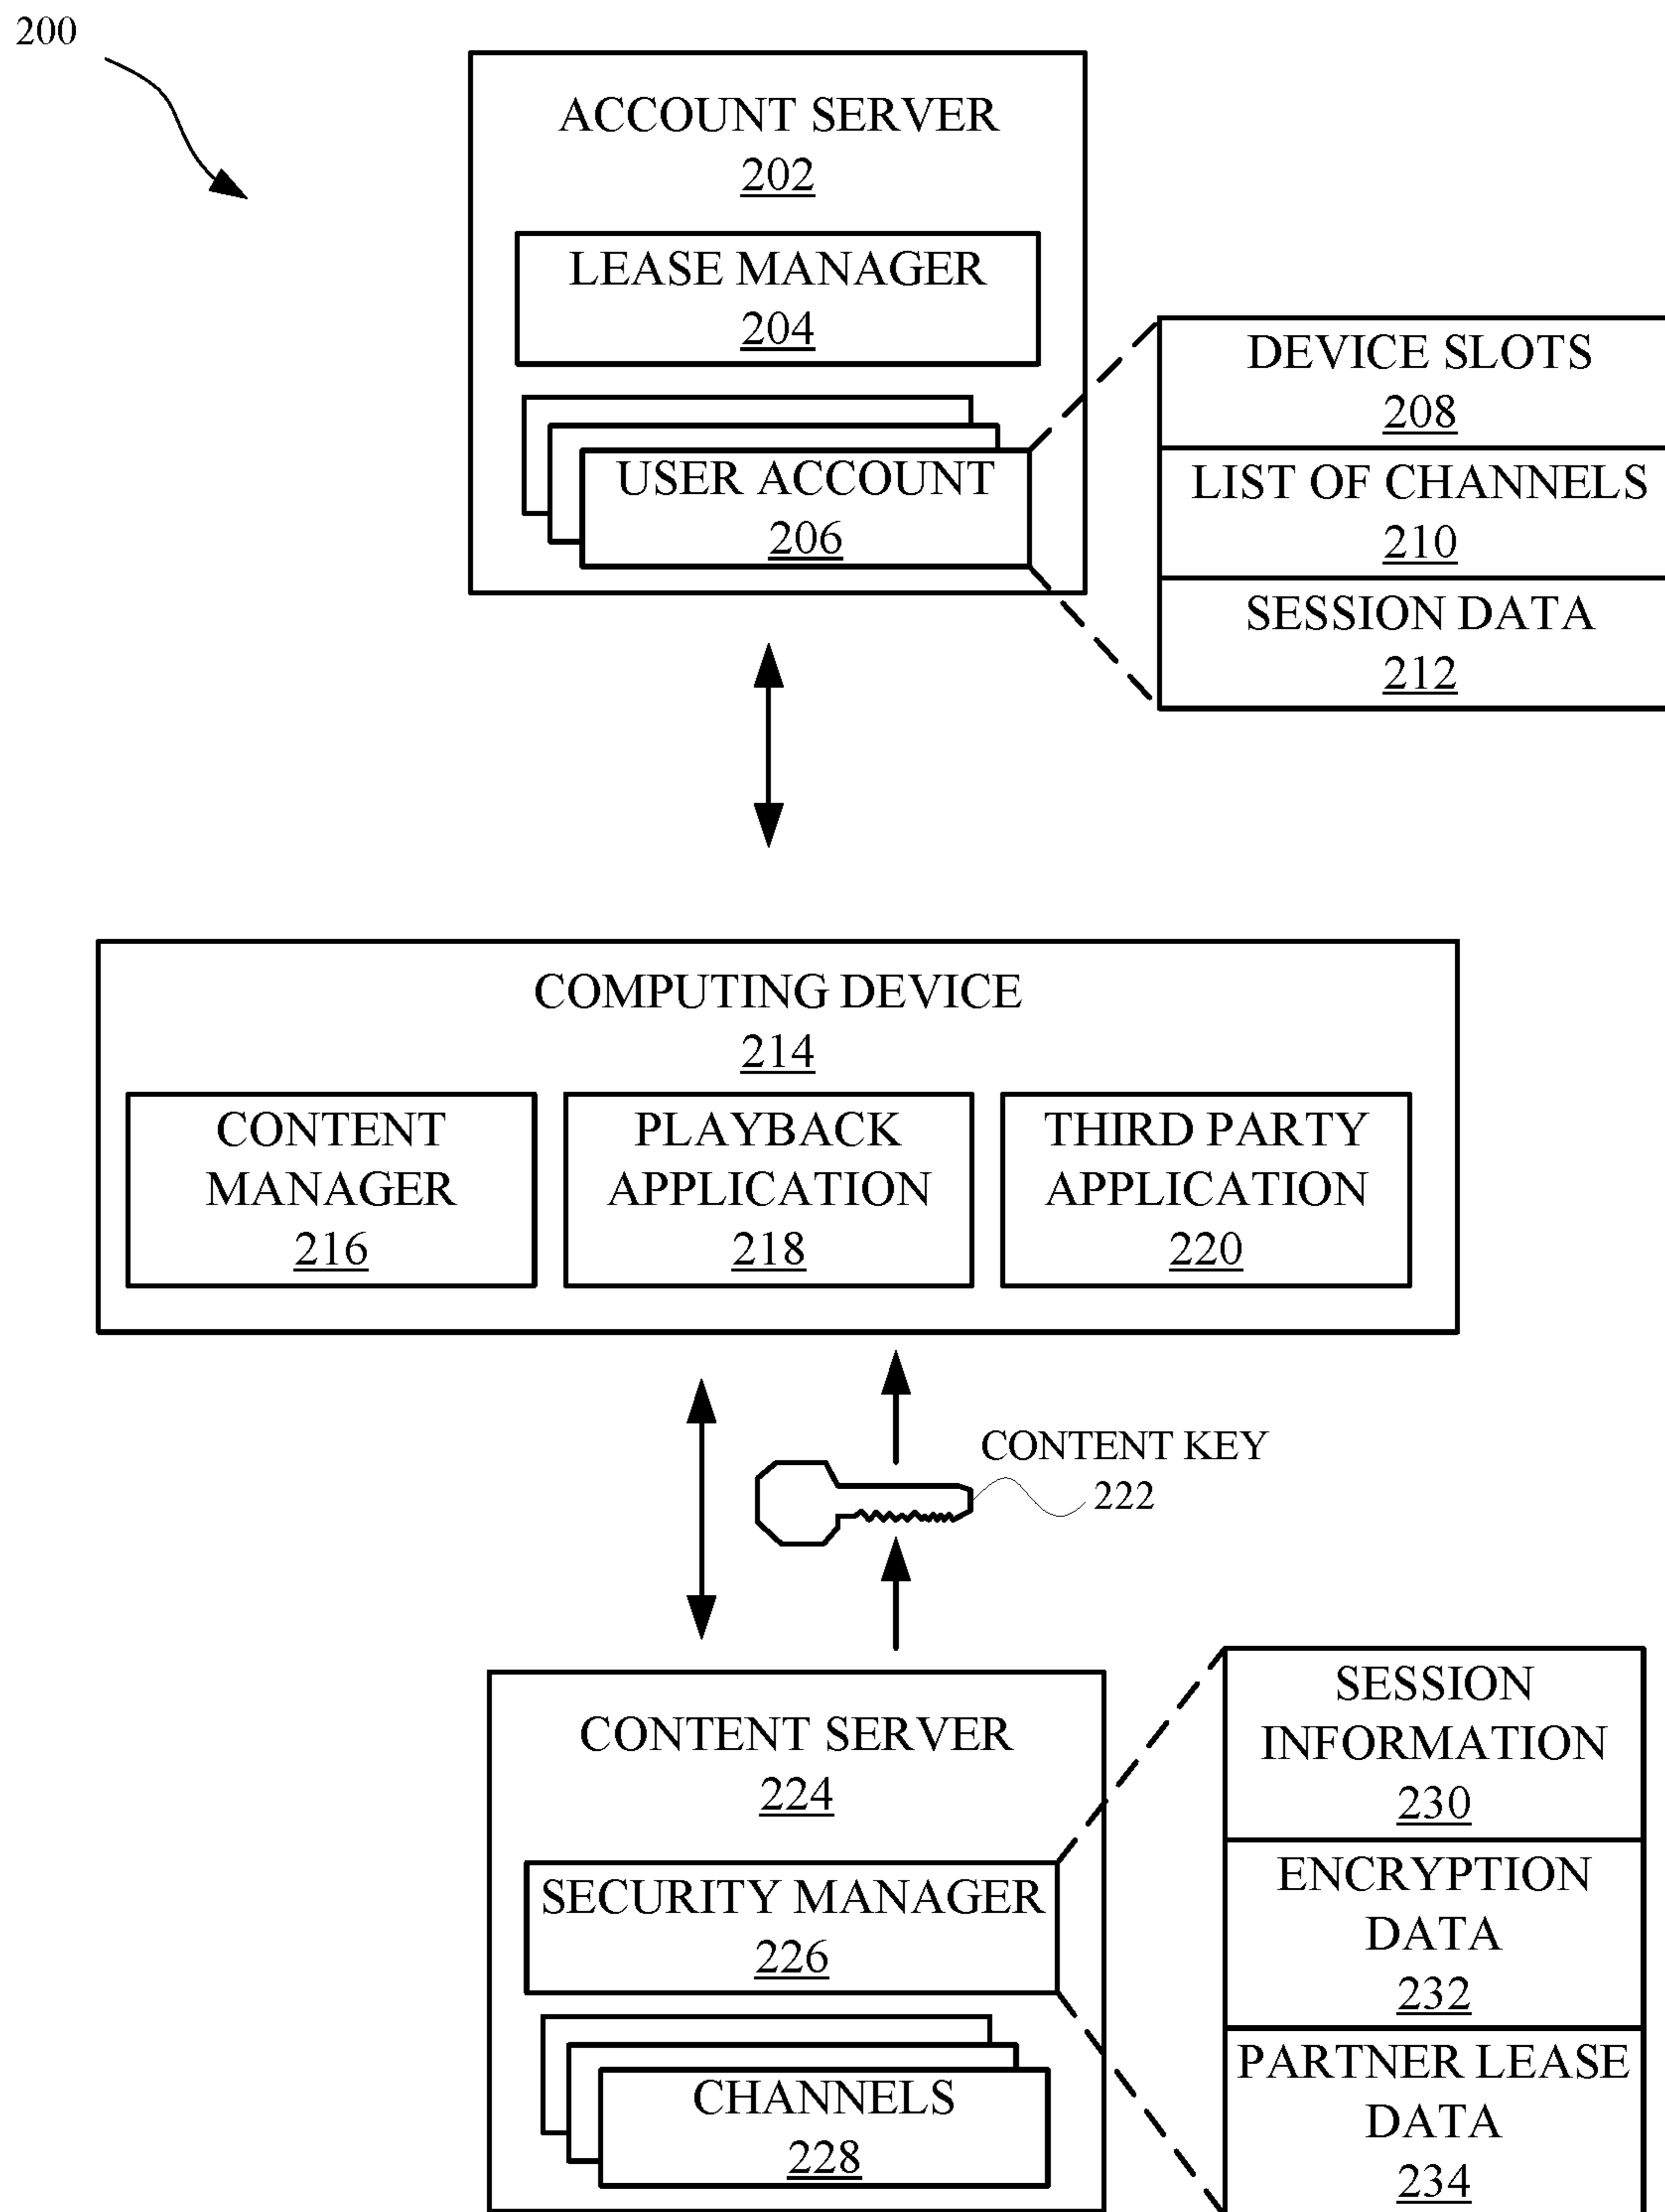 200
ACCOUNT SERVER
202
LEASE MANAGER
204
USER ACCOUNT
206
DEVICE SLOTS
208
LIST OF CHANNELS
210
SESSION DATA
212
COMPUTING DEVICE
214
CONTENT
MANAGER
216
PLAYBACK
APPLICATION
218
THIRD PARTY
APPLICATION
220
CONTENT KEY
222
CONTENT SERVER
224
SECURITY MANAGER
226
CHANNELS
228
SESSION
INFORMATION
230
ENCRYPTION
DATA
232
PARTNER LEASE
DATA
234